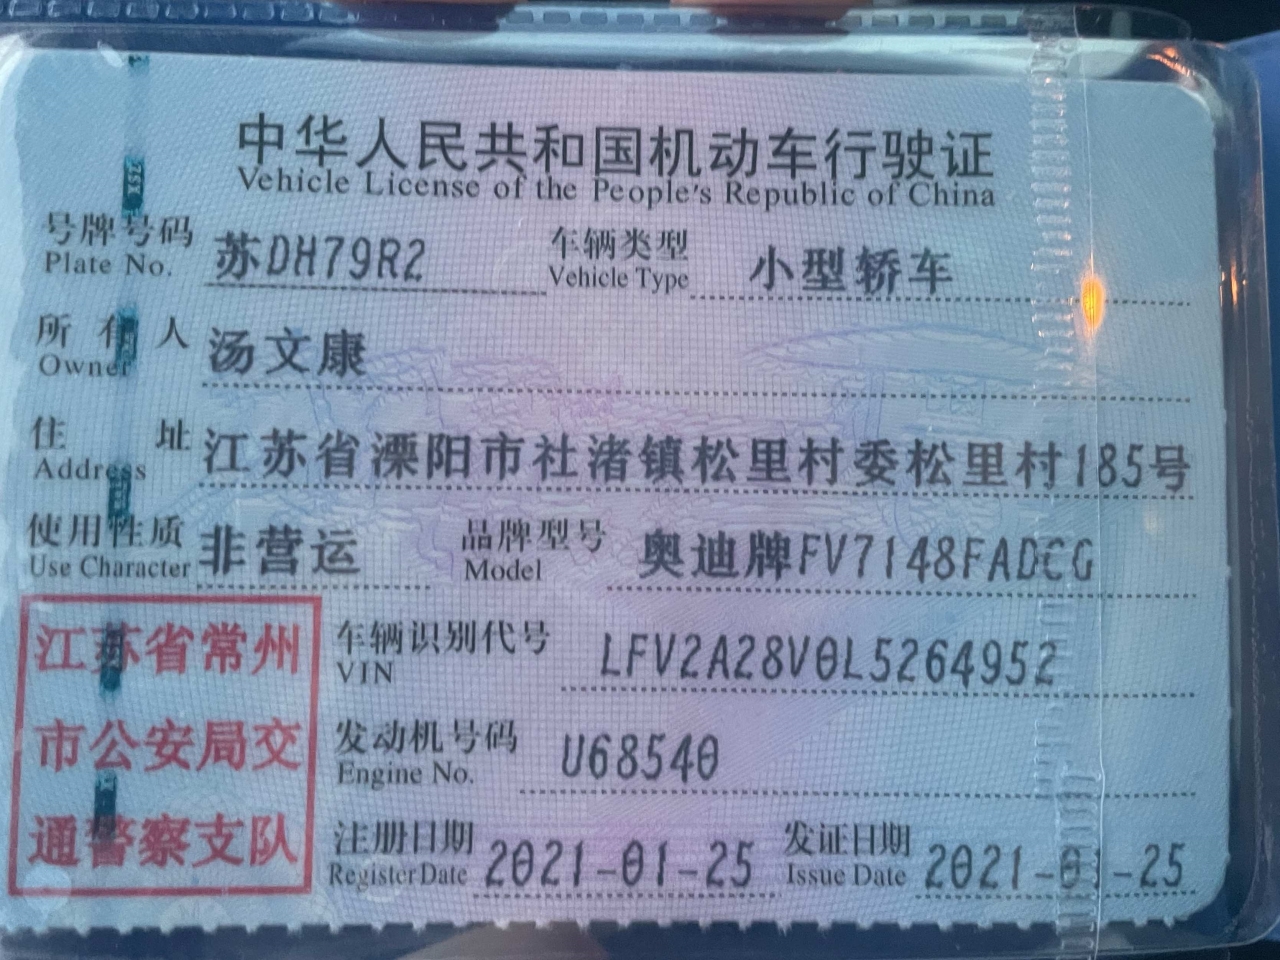 中华人民共和国机动车行驶证
Vehicle License of the People's Republic of China
号牌号码 苏DH79R2 车辆类型 小型轿车
Plate No. Vehicle Type
所有人 汤文康
Owner
住址 江苏省溧阳市社渚镇松里村委松里村185号
Address
使用性质 非营运 品牌型号 奥迪牌FV7148FADCG
Use Character Model
江苏省常州
市公安局交
通警察支队
车辆识别代号 LFV2A28V0L5264952
VIN
发动机号码 U68540
Engine No.
注册日期 2021-01-25 发证日期 2021-01-25
Register Date Issue Date